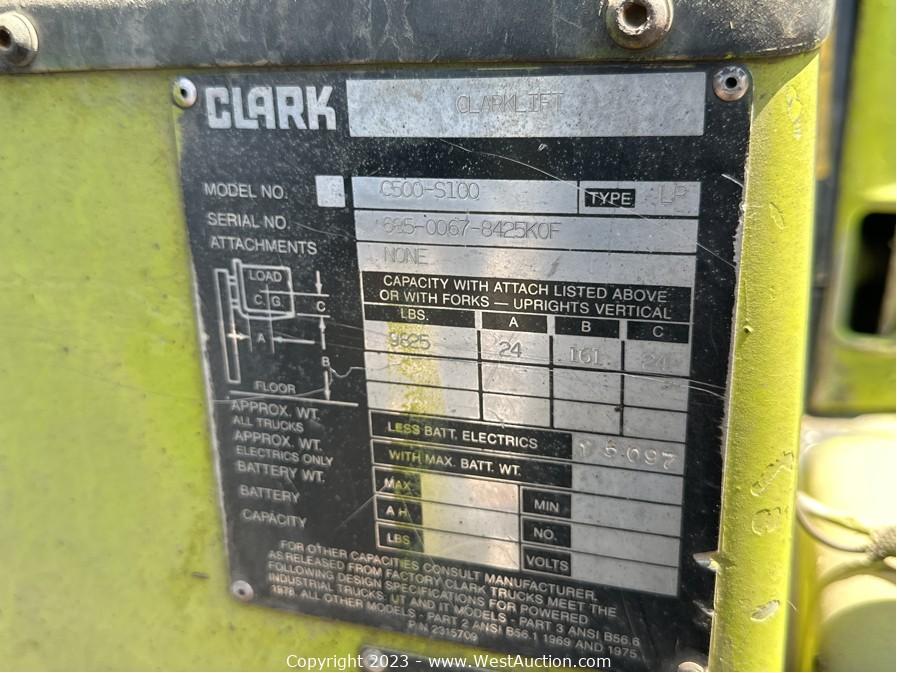 CLARK CLARKLIFT
MODEL NO. C500-S100 TYPE LP
SERIAL NO. 685-0067-8425KOF
ATTACHMENTS NONE
LOAD
C.G. C
A
B
FLOOR
CAPACITY WITH ATTACH LISTED ABOVE
OR WITH FORKS — UPRIGHTS VERTICAL
LBS. A B C
9625 24 161 24
APPROX. WT.
ALL TRUCKS
LESS BATT. ELECTRICS
APPROX. WT.
ELECTRICS ONLY
WITH MAX. BATT. WT.
BATTERY WT. MAX MIN
BATTERY A H NO.
CAPACITY LBS VOLTS
FOR OTHER CAPACITIES CONSULT MANUFACTURER.
AS RELEASED FROM FACTORY CLARK TRUCKS MEET THE
FOLLOWING DESIGN SPECIFICATIONS FOR POWERED
INDUSTRIAL TRUCKS, UT AND IT MODELS - PART 3 ANSI B56.6
1978. ALL OTHER MODELS - PART 2 ANSI B56.1 1969 AND 1975.
P/N 2315709
Copyright © 2023 - www.WestAuction.com